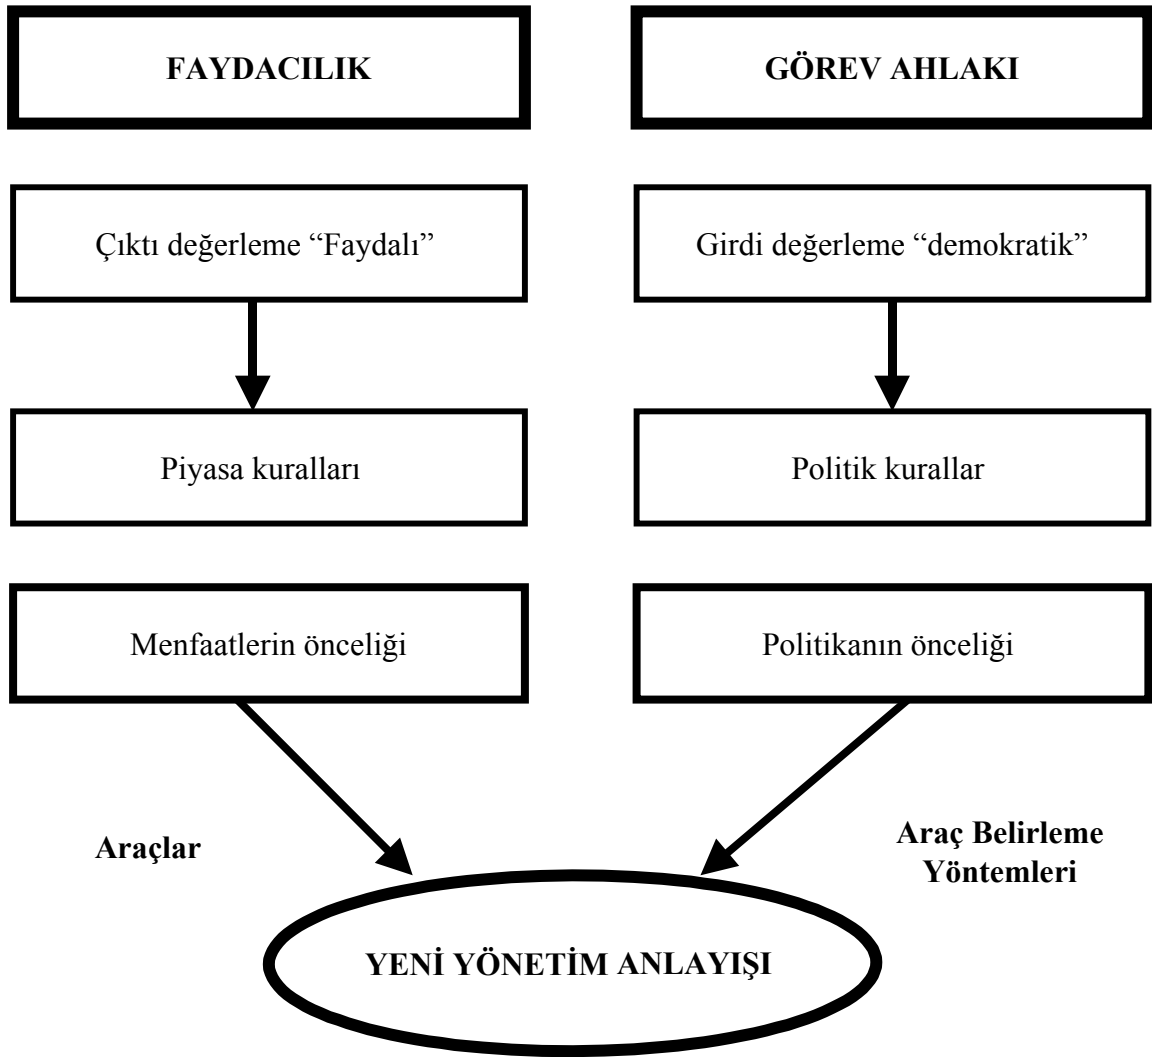 FAYDACILIK
GÖREV AHLAKI
Çıktı değerleme “Faydalı”
Girdi değerleme “demokratik”
Piyasa kuralları
Politik kurallar
Menfaatlerin önceliği
Politikanın önceliği
Araçlar
Araç Belirleme
Yöntemleri
YENİ YÖNETİM ANLAYIŞI